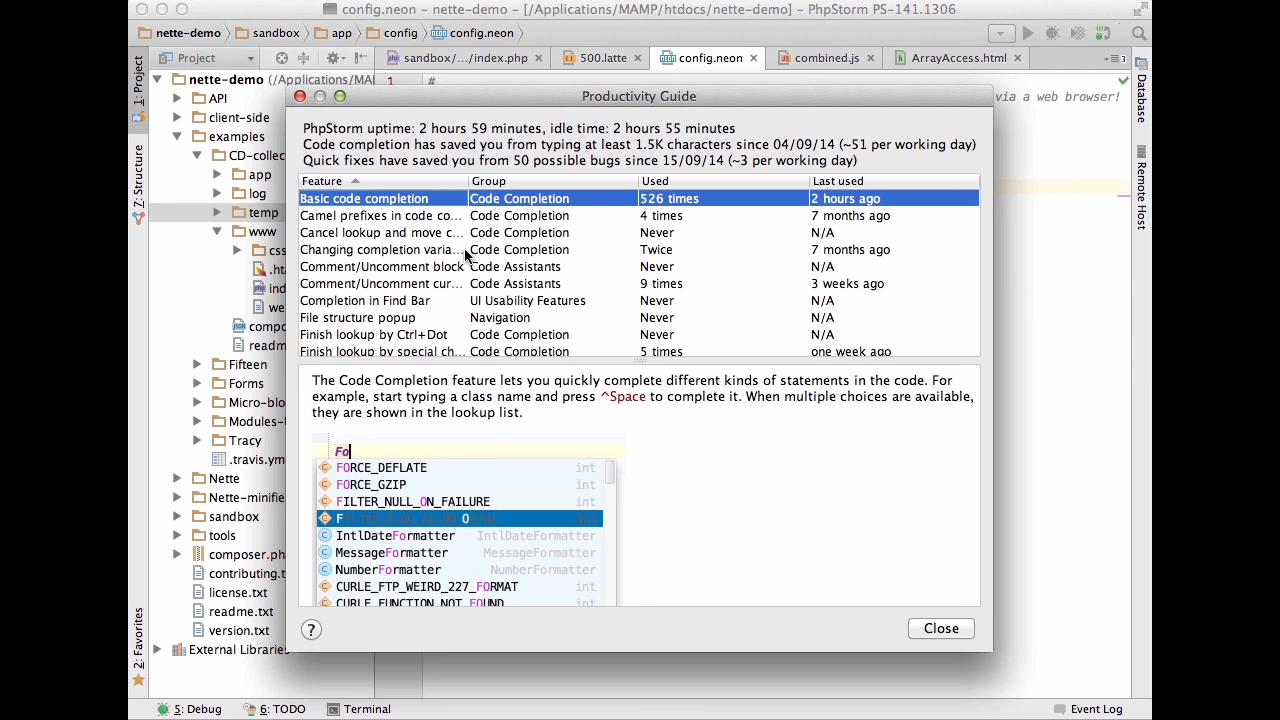 config.neon – nette-demo – [/Applications/MAMP/htdocs/nette-demo] – PhpStorm PS-141.1306
nette-demo sandbox app config config.neon
Project sandbox/.../index.php 500.latte config.neon combined.js ArrayAccess.html 3
1: Project
Z: Structure
2: Favorites
Database
Remote Host
nette-demo (/Applications/MA
API
client-side
examples
CD-collec
app
log
temp
www
css
.ht
ind
we
compo
readm
Fifteen
Forms
Micro-blo
Modules-
Tracy
.travis.ym
Nette
Nette-minifie
sandbox
tools
composer.pha
contributing.
license.txt
readme.txt
version.txt
External Libraries
1 #
via a web browser!
Productivity Guide
PhpStorm uptime: 2 hours 59 minutes, idle time: 2 hours 55 minutes
Code completion has saved you from typing at least 1.5K characters since 04/09/14 (~51 per working day)
Quick fixes have saved you from 50 possible bugs since 15/09/14 (~3 per working day)
Feature Group Used Last used
Basic code completion Code Completion 526 times 2 hours ago
Camel prefixes in code co... Code Completion 4 times 7 months ago
Cancel lookup and move c... Code Completion Never N/A
Changing completion varia... Code Completion Twice 7 months ago
Comment/Uncomment block Code Assistants Never N/A
Comment/Uncomment cur... Code Assistants 9 times 3 weeks ago
Completion in Find Bar UI Usability Features Never N/A
File structure popup Navigation Never N/A
Finish lookup by Ctrl+Dot Code Completion Never N/A
Finish lookup by special ch... Code Completion 5 times one week ago
The Code Completion feature lets you quickly complete different kinds of statements in the code. For
example, start typing a class name and press ^Space to complete it. When multiple choices are available,
they are shown in the lookup list.
Fo
FORCE_DEFLATE int
FORCE_GZIP int
FILTER_NULL_ON_FAILURE int
F O int
IntlDateFormatter IntlDateFormatter
MessageFormatter MessageFormatter
NumberFormatter NumberFormatter
CURLE_FTP_WEIRD_227_FORMAT int
CURLE_FUNCTION_NOT_FOUND int
? Close
5: Debug 6: TODO Terminal Event Log